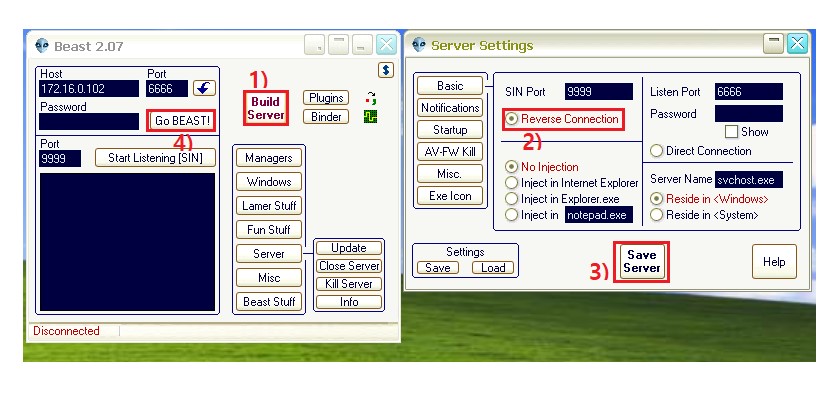 Beast 2.07
Host
Port
172.16.0.102
6666
Password
Go BEAST!
4)
Port
9999
Start Listening [SIN]
1)
Build
Server
Plugins
Binder
$
Managers
Windows
Lamer Stuff
Fun Stuff
Server
Misc
Beast Stuff
Update
Close Server
Kill Server
Info
Disconnected
Server Settings
Basic
Notifications
Startup
AV-FW Kill
Misc.
Exe Icon
SIN Port
9999
Reverse Connection
2)
No Injection
Inject in Internet Explorer
Inject in Explorer.exe
Inject in
notepad.exe
Listen Port
6666
Password
Show
Direct Connection
Server Name
svchost.exe
Reside in <Windows>
Reside in <System>
Settings
Save
Load
3)
Save
Server
Help